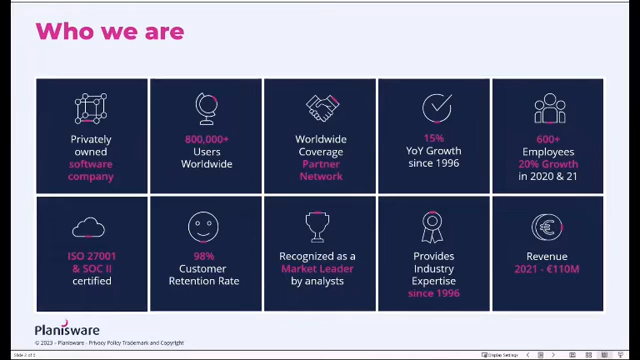 Who we are
Privately
owned
software
company
800,000+
Users
Worldwide
Worldwide
Coverage
Partner
Network
15%
YoY Growth
since 1996
600+
Employees
20% Growth
in 2020 & 21
ISO 27001
& SOC II
certified
98%
Customer
Retention Rate
Recognized as a
Market Leader
by analysts
Provides
Industry
Expertise
since 1996
€
Revenue
2021 - €110M
Planisware
© 2023 - Planisware - Privacy Policy Trademark and Copyright
Display Settings